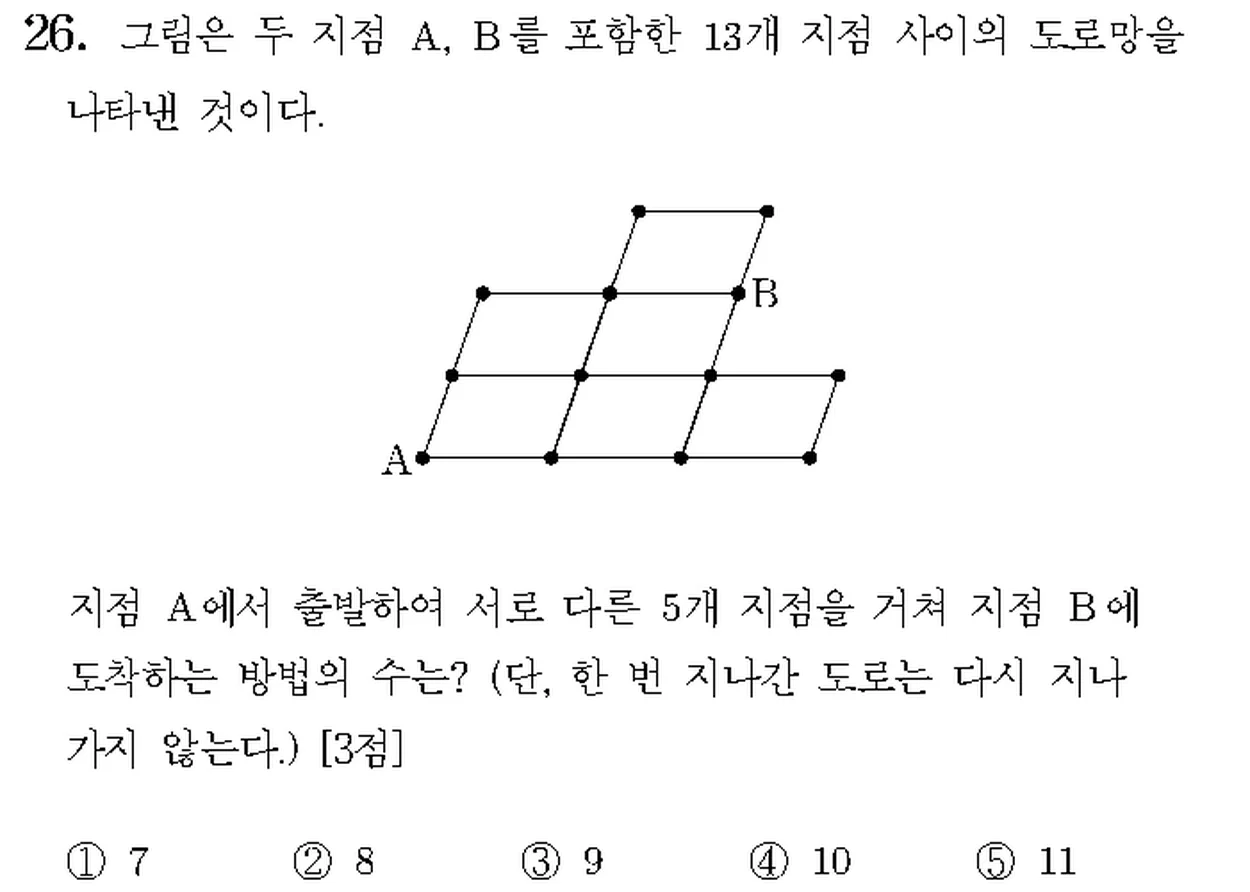 26. 그림은 두 지점 A, B를 포함한 13개 지점 사이의 도로망을
나타낸 것이다.
B
A
지점 A에서 출발하여 서로 다른 5개 지점을 거쳐 지점 B에
도착하는 방법의 수는? (단, 한 번 지나간 도로는 다시 지나
가지 않는다.) [3점]
① 7 ② 8 ③ 9 ④ 10 ⑤ 11